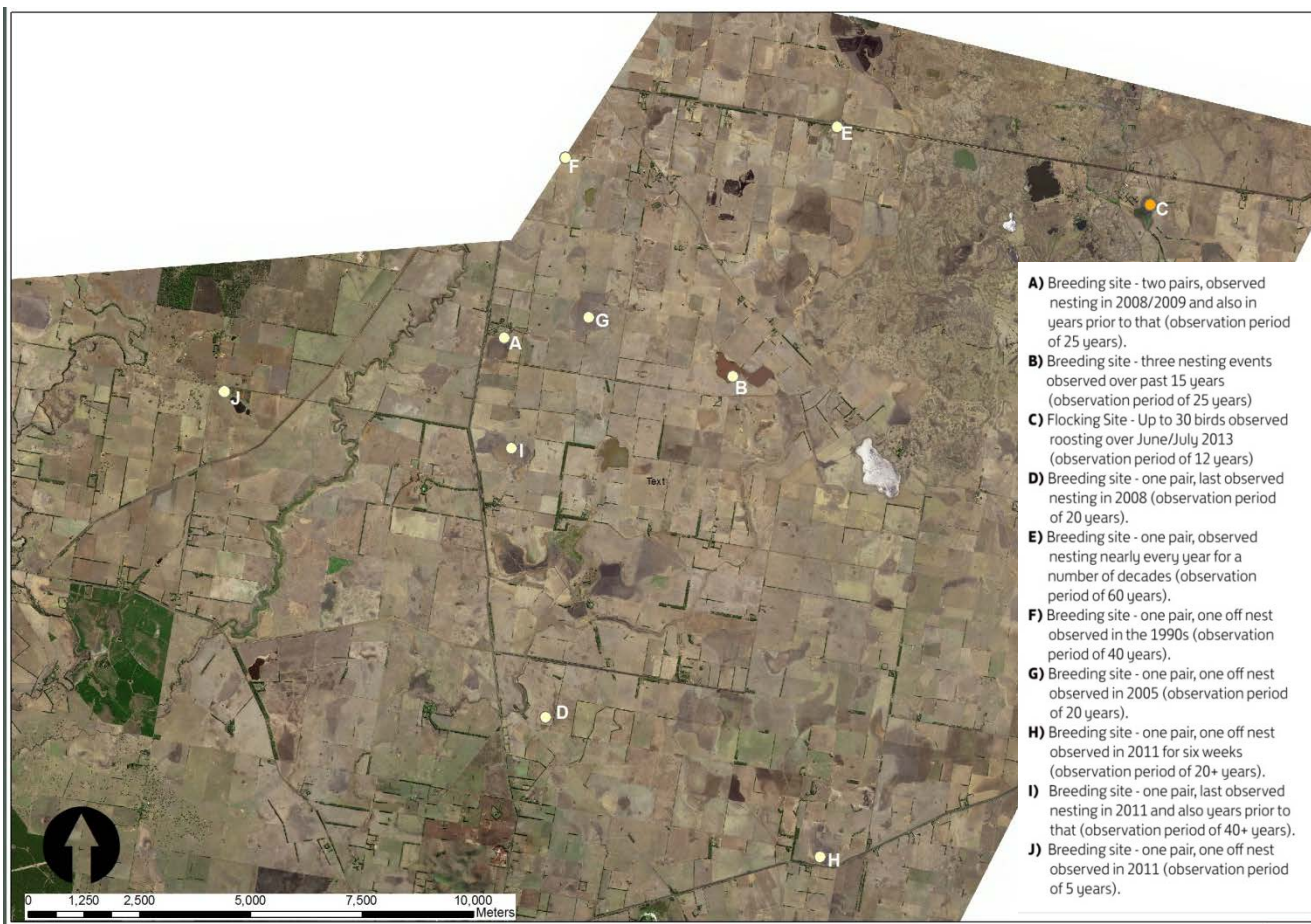 E
F
C
G
A
B
J
I
Text
D
H
0 1,250 2,500 5,000 7,500 10,000
Meters
A) Breeding site - two pairs, observed
nesting in 2008/2009 and also in
years prior to that (observation period
of 25 years).
B) Breeding site - three nesting events
observed over past 15 years
(observation period of 25 years)
C) Flocking Site - Up to 30 birds observed
roosting over June/July 2013
(observation period of 12 years)
D) Breeding site - one pair, last observed
nesting in 2008 (observation period
of 20 years).
E) Breeding site - one pair, observed
nesting nearly every year for a
number of decades (observation
period of 60 years).
F) Breeding site - one pair, one off nest
observed in the 1990s (observation
period of 40 years).
G) Breeding site - one pair, one off nest
observed in 2005 (observation period
of 20 years).
H) Breeding site - one pair, one off nest
observed in 2011 for six weeks
(observation period of 20+ years).
I) Breeding site - one pair, last observed
nesting in 2011 and also years prior to
that (observation period of 40+ years).
J) Breeding site - one pair, one off nest
observed in 2011 (observation period
of 5 years).